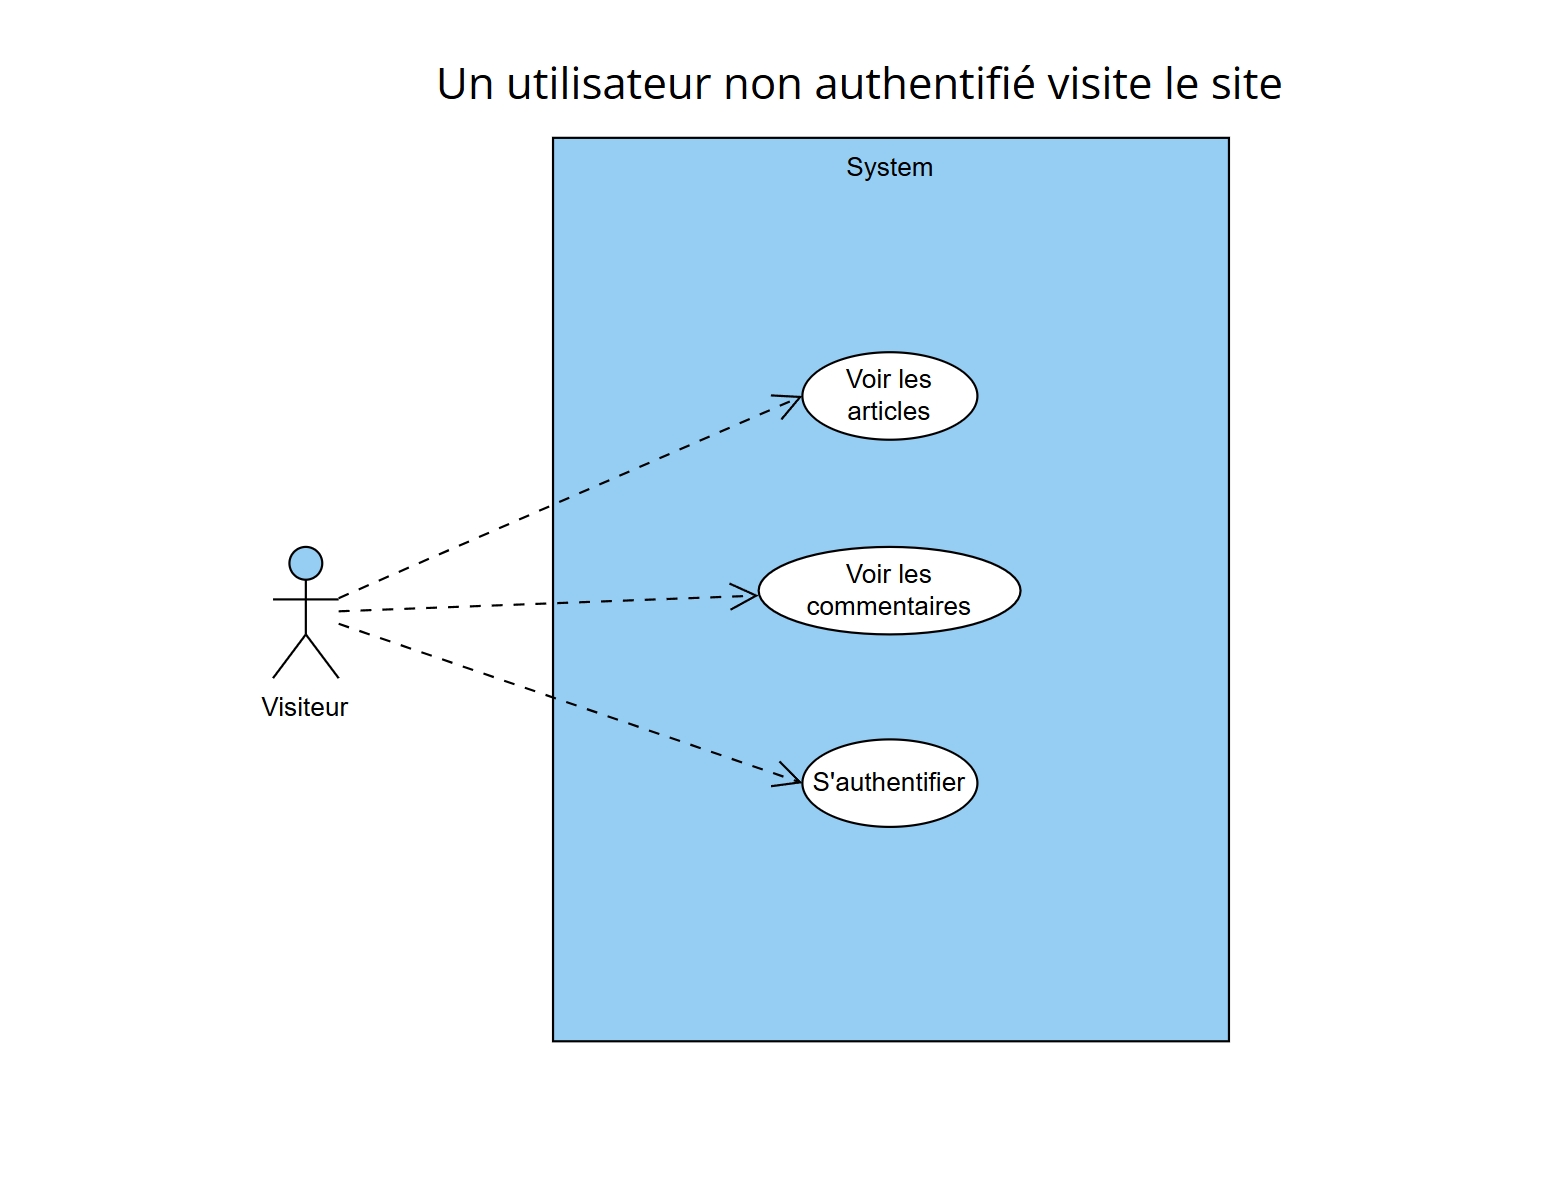 Un utilisateur non authentifié visite le site
System
Voir les
articles
Voir les
commentaires
Visiteur
S'authentifier